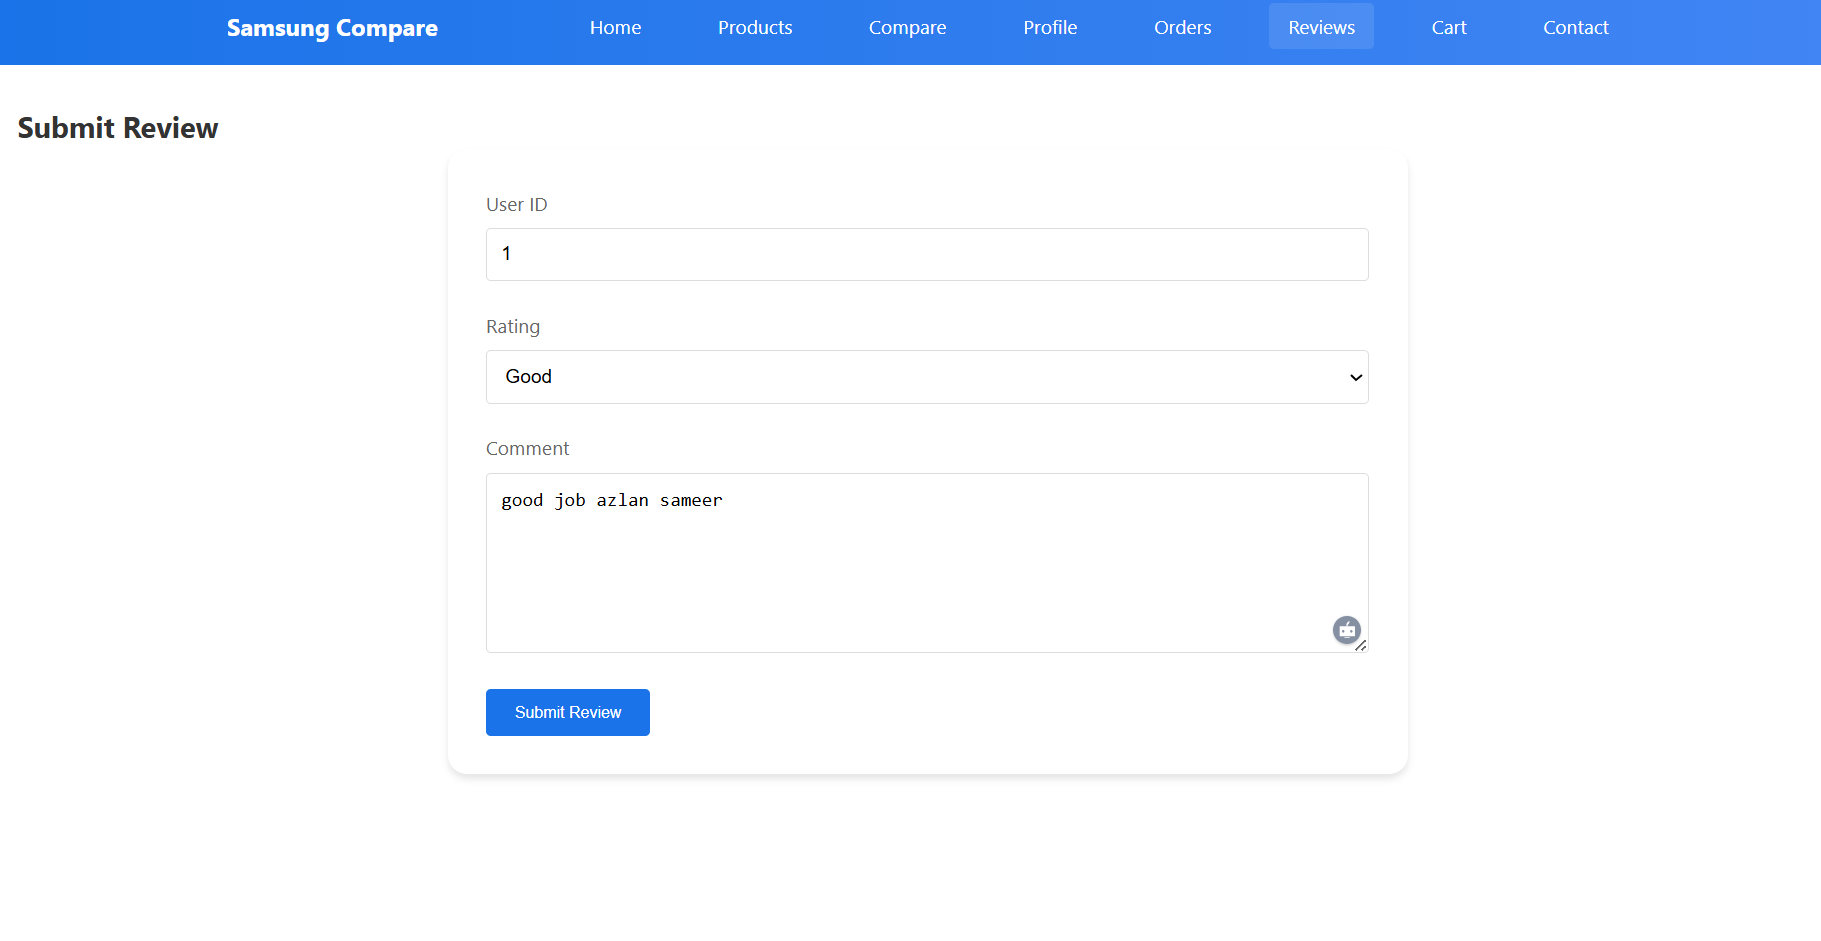 Samsung Compare Home Products Compare Profile Orders Reviews Cart Contact
Submit Review
User ID
1
Rating
Good
Comment
good job azlan sameer
Submit Review